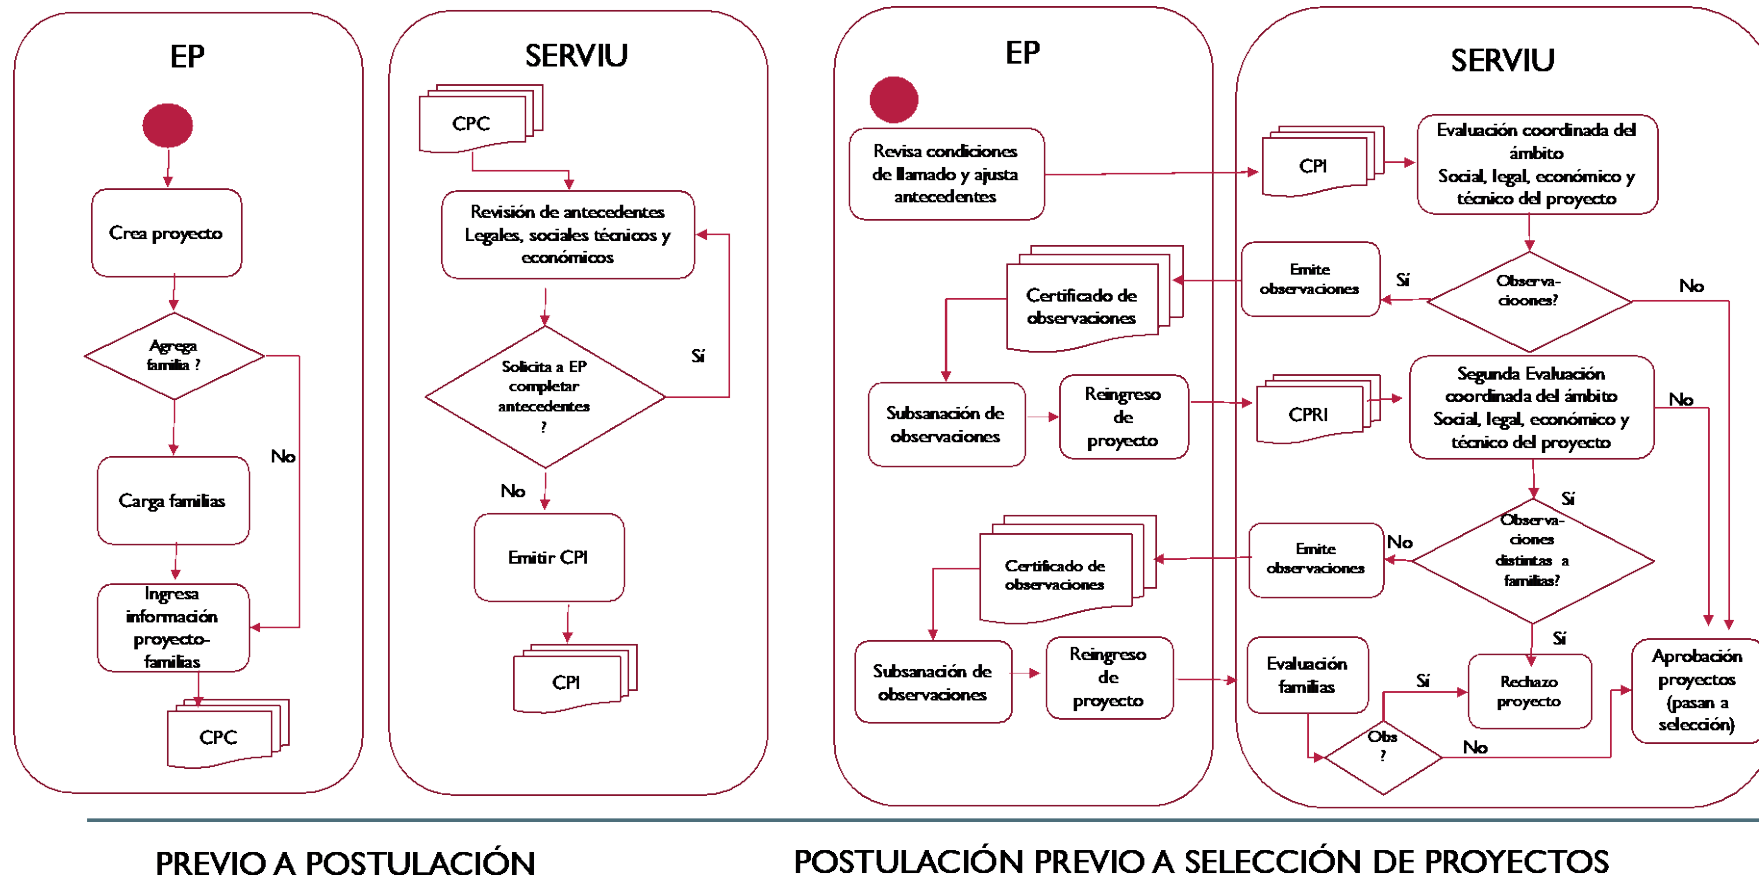 EP
Crea proyecto
Agrega
familia ?
No
Carga familias
Ingresa
información
proyecto-
familias
CPC
SERVIU
CPC
Revisión de antecedentes
Legales, sociales técnicos y
económicos
Sí
Solicita a EP
completar
antecedentes
?
No
Emitir CPI
CPI
PREVIO A POSTULACIÓN
EP
Revisa condiciones
de llamado y ajusta
antecedentes
Certificado de
observaciones
Subsanación de
observaciones
Reingreso
de
proyecto
Certificado de
observaciones
Subsanación de
observaciones
Reingreso
de
proyecto
SERVIU
CPI
Evaluación coordinada del
ámbito
Social, legal, económico y
técnico del proyecto
Emite
observaciones
Sí
Observa-
cioones?
No
CPRI
Segunda Evaluación
coordinada del ámbito
Social, legal, económico y
técnico del proyecto
No
Sí
Emite
observaciones
No
Observa-
ciones
distintas a
familias?
Sí
Evaluación
familias
Sí
Rechazo
proyecto
Aprobación
proyectos
(pasan a
selección)
Obs
?
No
POSTULACIÓN PREVIO A SELECCIÓN DE PROYECTOS